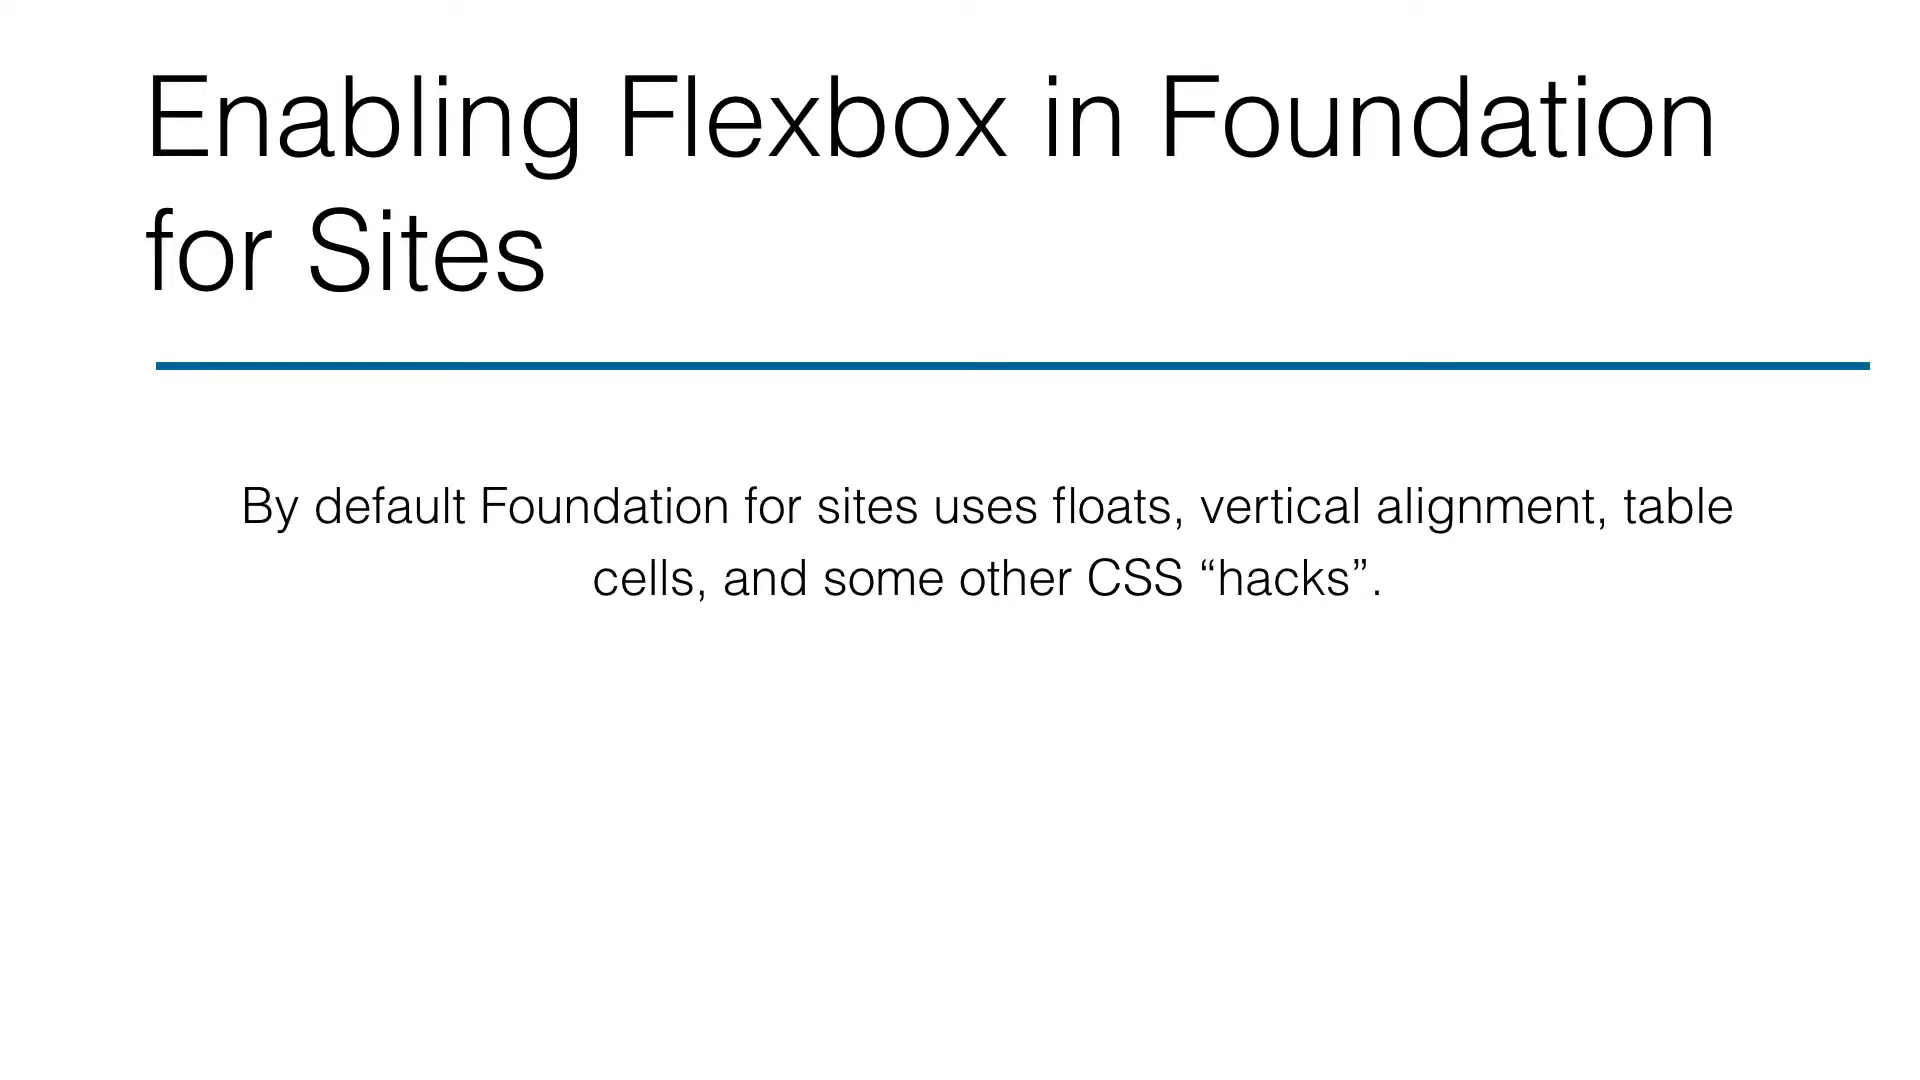 Enabling Flexbox in Foundation
for Sites
By default Foundation for sites uses floats, vertical alignment, table
cells, and some other CSS “hacks”.